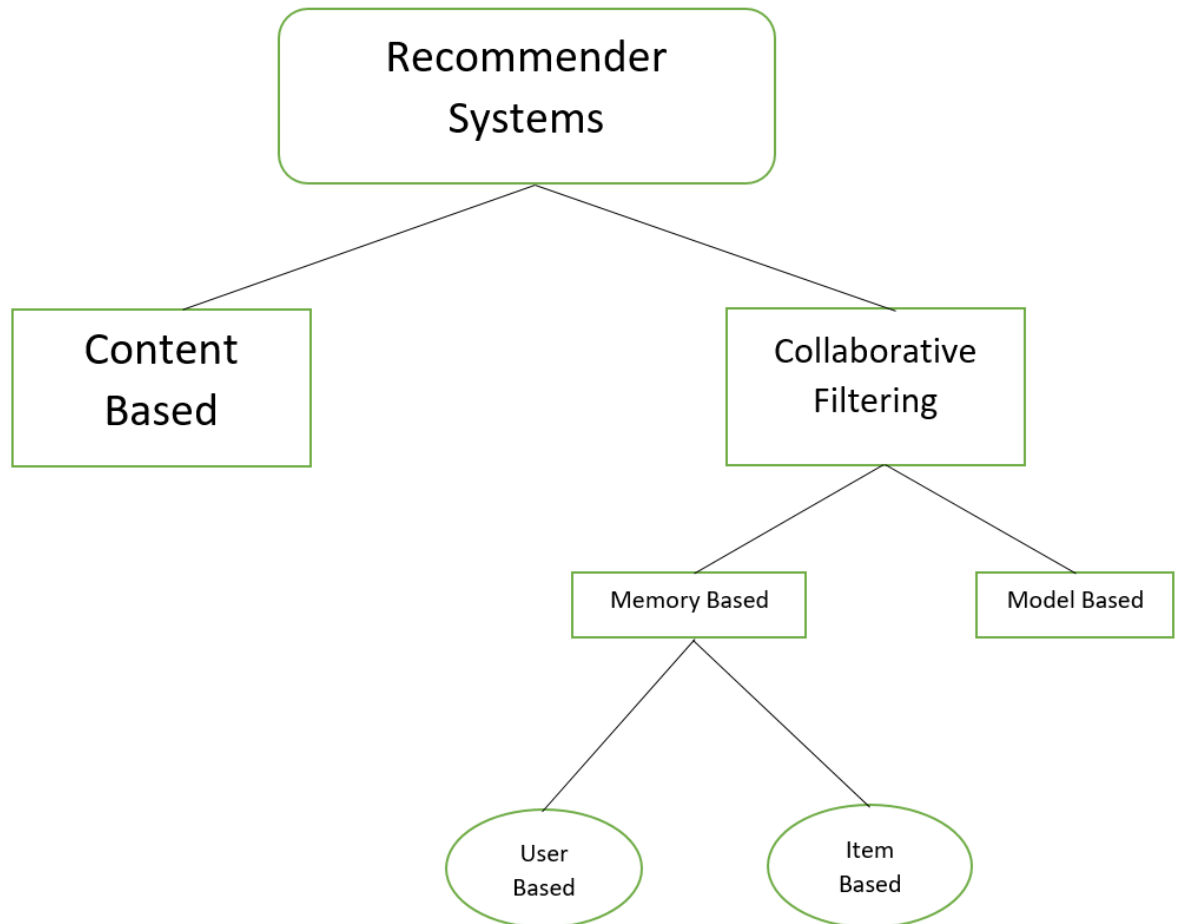 Recommender
Systems
Content
Based
Collaborative
Filtering
Memory Based
Model Based
User
Based
Item
Based